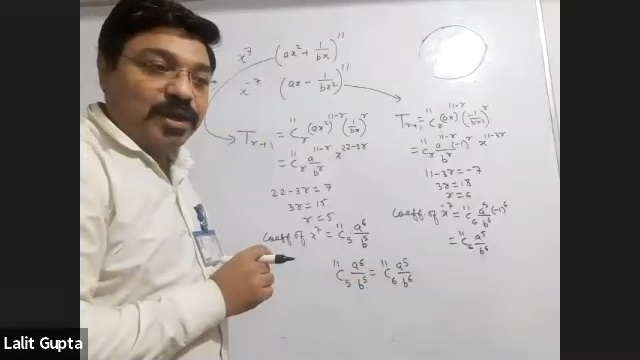 x^7 (ax^2 + 1/bx)^11
x^-7 (ax - 1/bx^2)^11
T_r+1 = ^11C_r (ax^2)^11-r (1/bx)^r
= ^11C_r a^11-r/b^r x^22-3r
22-3r = 7
3r = 15
r = 5
Coeff of x^7 = ^11C_5 a^6/b^5
T_r+1 = ^11C_r (ax)^11-r (-1/bx^2)^r
= ^11C_r a^11-r/b^r (-1)^r x^11-3r
11-3r = -7
3r = 18
r = 6
Coeff of x^-7 = ^11C_6 a^5/b^6 (-1)^6
= ^11C_6 a^5/b^6
^11C_5 a^6/b^5 = ^11C_6 a^5/b^6
Lalit Gupta